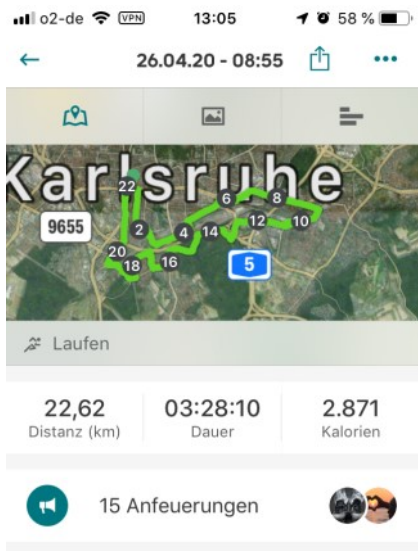 o2-de VPN 13:05 58 %
26.04.20 - 08:55
Karlsruhe
22
6
8
9655
2
4
14
12
10
20
18
16
5
Laufen
22,62 03:28:10 2.871
Distanz (km) Dauer Kalorien
15 Anfeuerungen